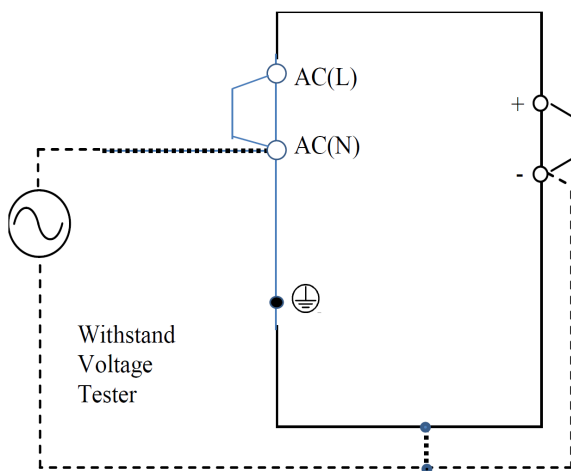 AC(L)
+
AC(N)
-
Withstand
Voltage
Tester